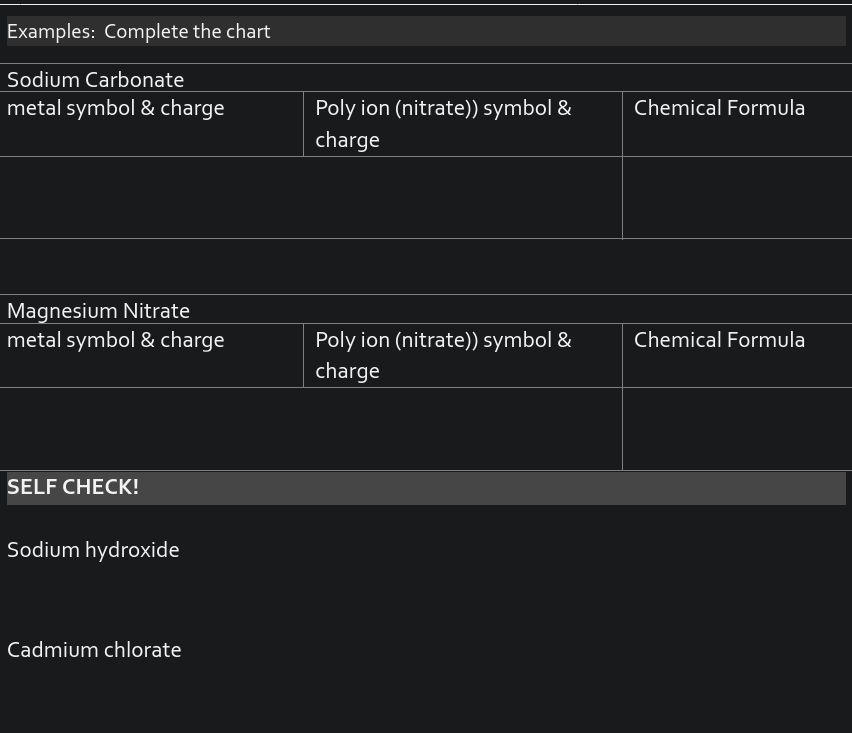 Examples:  Complete the chart
Sodium Carbonate
metal symbol & charge
Poly ion (nitrate)) symbol &
charge
Chemical Formula
Magnesium Nitrate
metal symbol & charge
Poly ion (nitrate)) symbol &
charge
Chemical Formula
SELF CHECK!
Sodium hydroxide
Cadmium chlorate